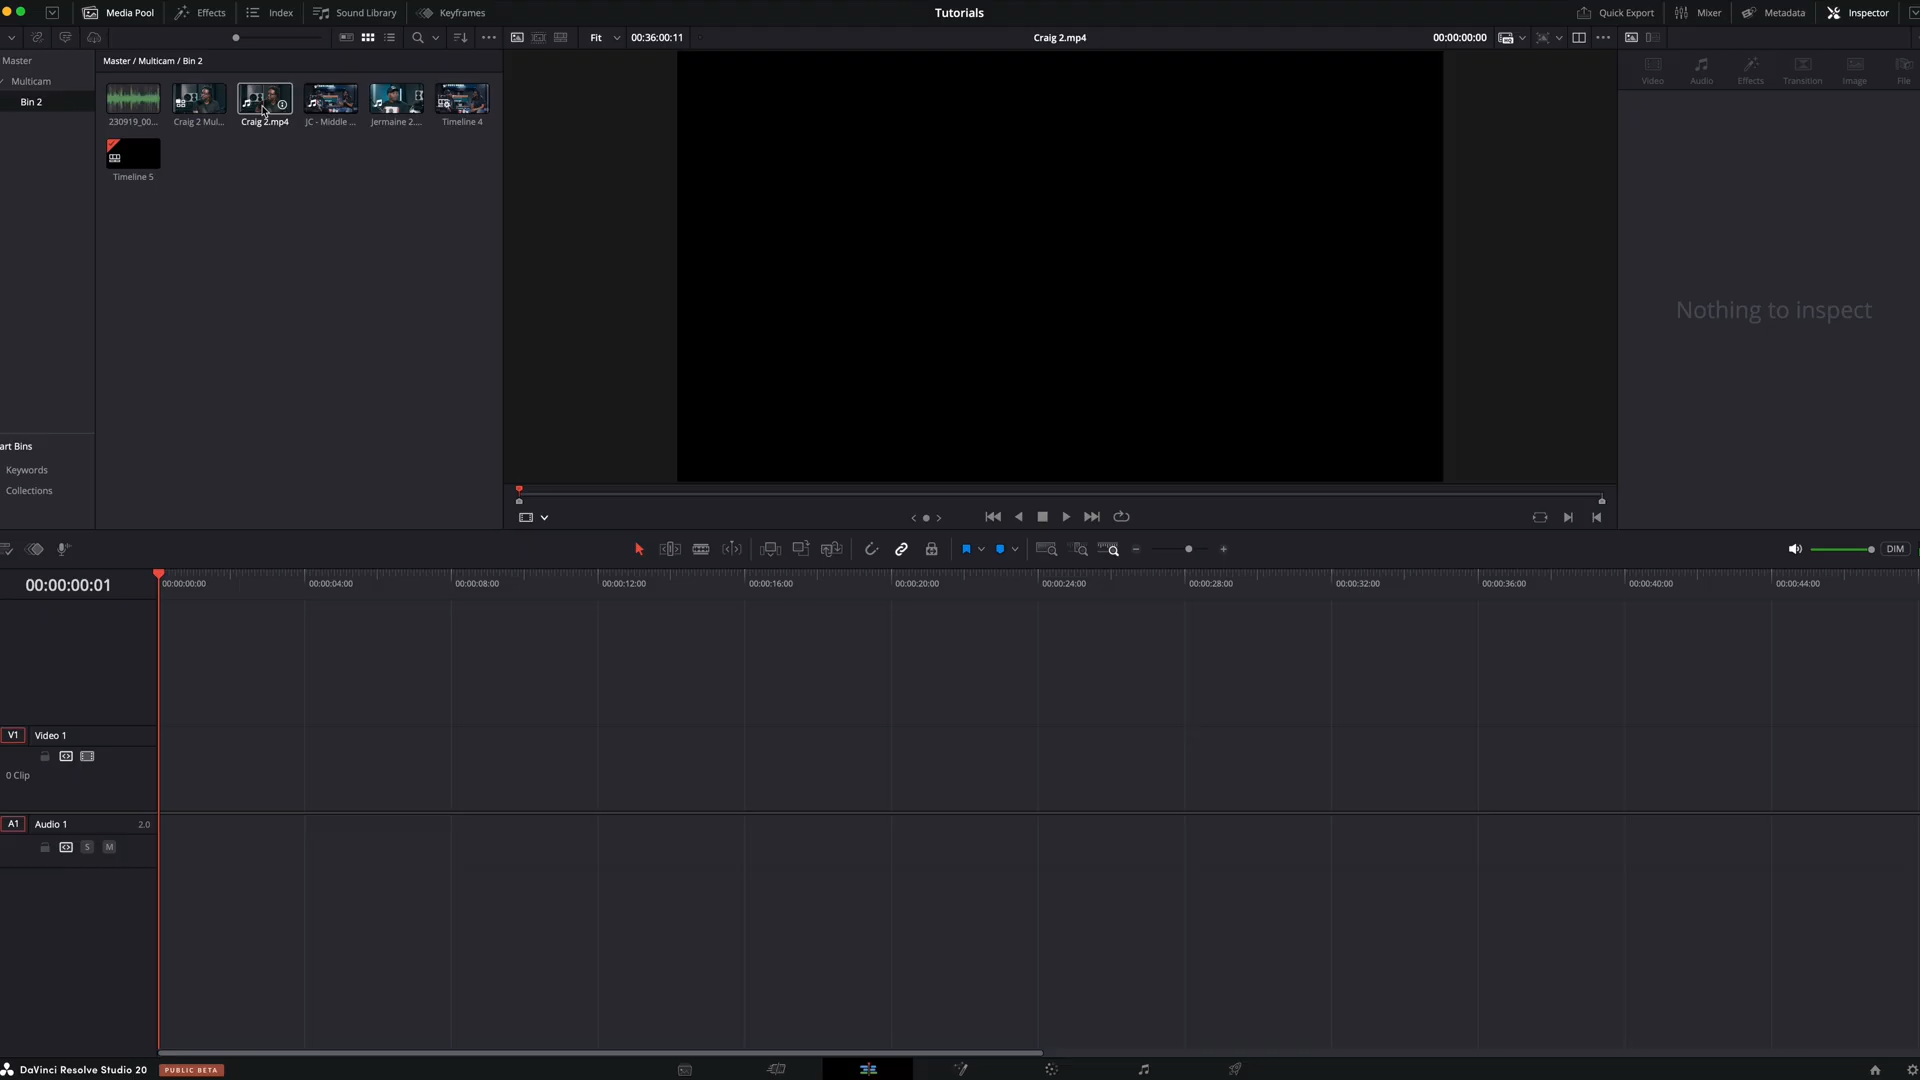 Media Pool
Effects
Index
Sound Library
Keyframes
Tutorials
Quick Export
Mixer
Metadata
Inspector
Fit
00:36:00:11
Craig 2.mp4
00:00:00:00
Master
Multicam
Bin 2
Master / Multicam / Bin 2
230919_00...
Craig 2 Mul...
Craig 2.mp4
JC - Middle ...
Jermaine 2....
Timeline 4
Timeline 5
Video
Audio
Effects
Transition
Image
File
Nothing to inspect
art Bins
Keywords
Collections
DIM
00:00:00:01
00:00:00:00
00:00:04:00
00:00:08:00
00:00:12:00
00:00:16:00
00:00:20:00
00:00:24:00
00:00:28:00
00:00:32:00
00:00:36:00
00:00:40:00
00:00:44:00
V1
Video 1
0 Clip
A1
Audio 1
2.0
S
M
DaVinci Resolve Studio 20
PUBLIC BETA